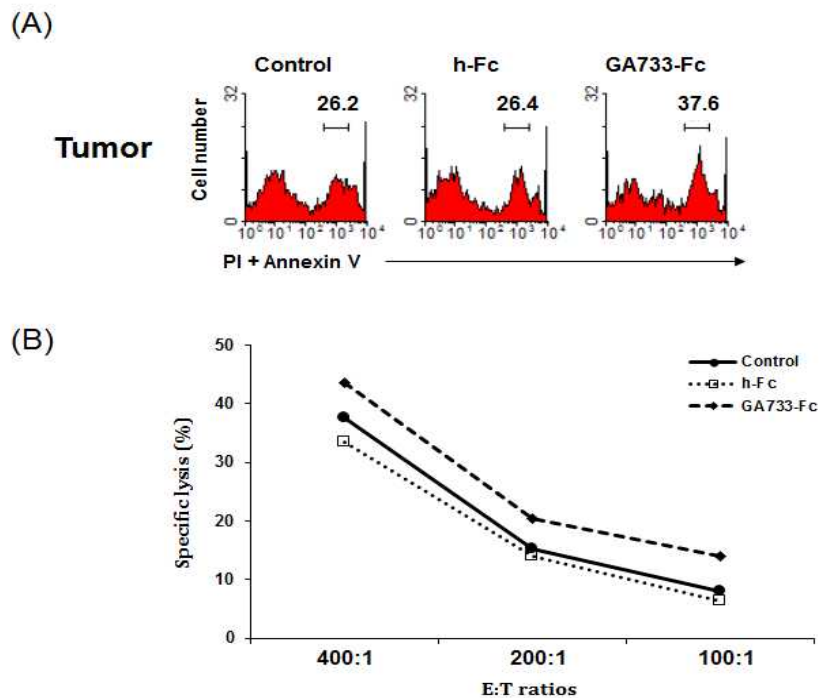 (A)
Control
h-Fc
GA733-Fc
Tumor
Cell number
32
0
26.2
10⁰ 10¹ 10² 10³ 10⁴
32
0
26.4
10⁰ 10¹ 10² 10³ 10⁴
32
0
37.6
10⁰ 10¹ 10² 10³ 10⁴
PI + Annexin V
(B)
Specific lysis (%)
50
40
30
20
10
0
Control
h-Fc
GA733-Fc
400:1 200:1 100:1
E:T ratios